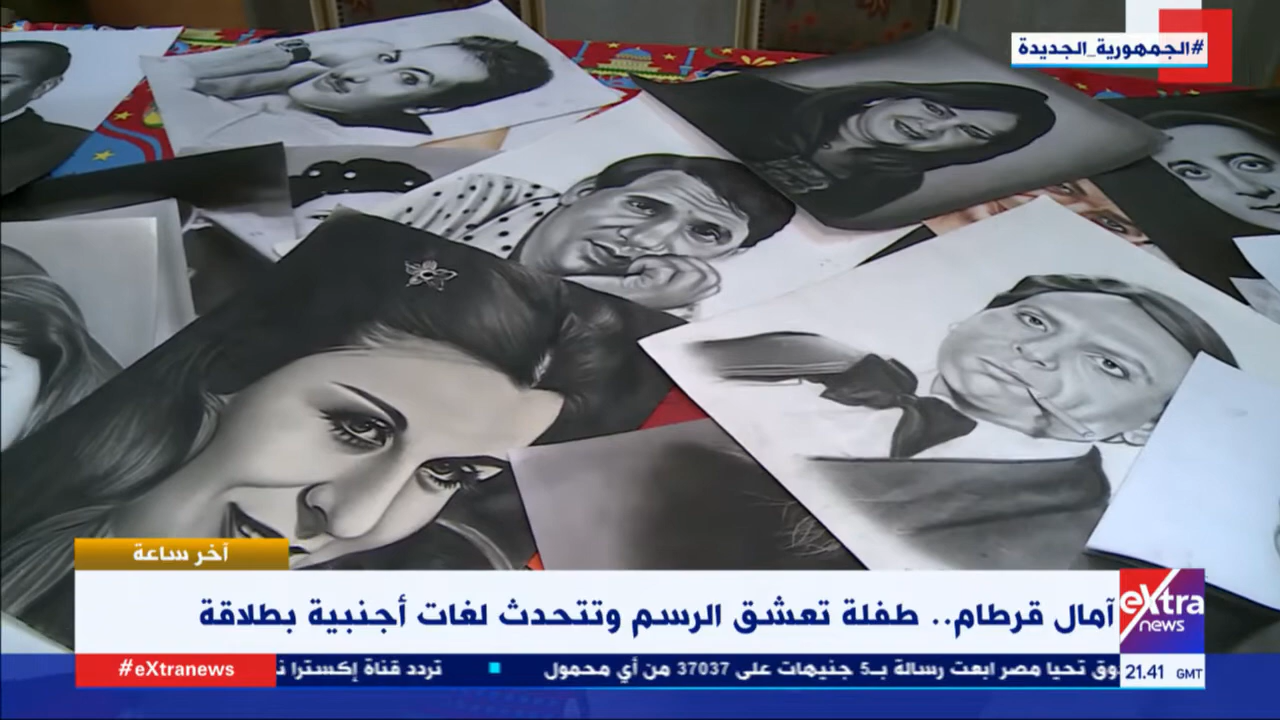 #الجمهورية_الجديدة
آخر ساعة
آمال قرطام.. طفلة تعشق الرسم وتتحدث لغات أجنبية بطلاقة
eXtra news
#eXtranews
وق تحيا مصر ابعت رسالة بـ5 جنيهات على 37037 من أي محمول ■ تردد قناة إكسترا ن
21.41 GMT